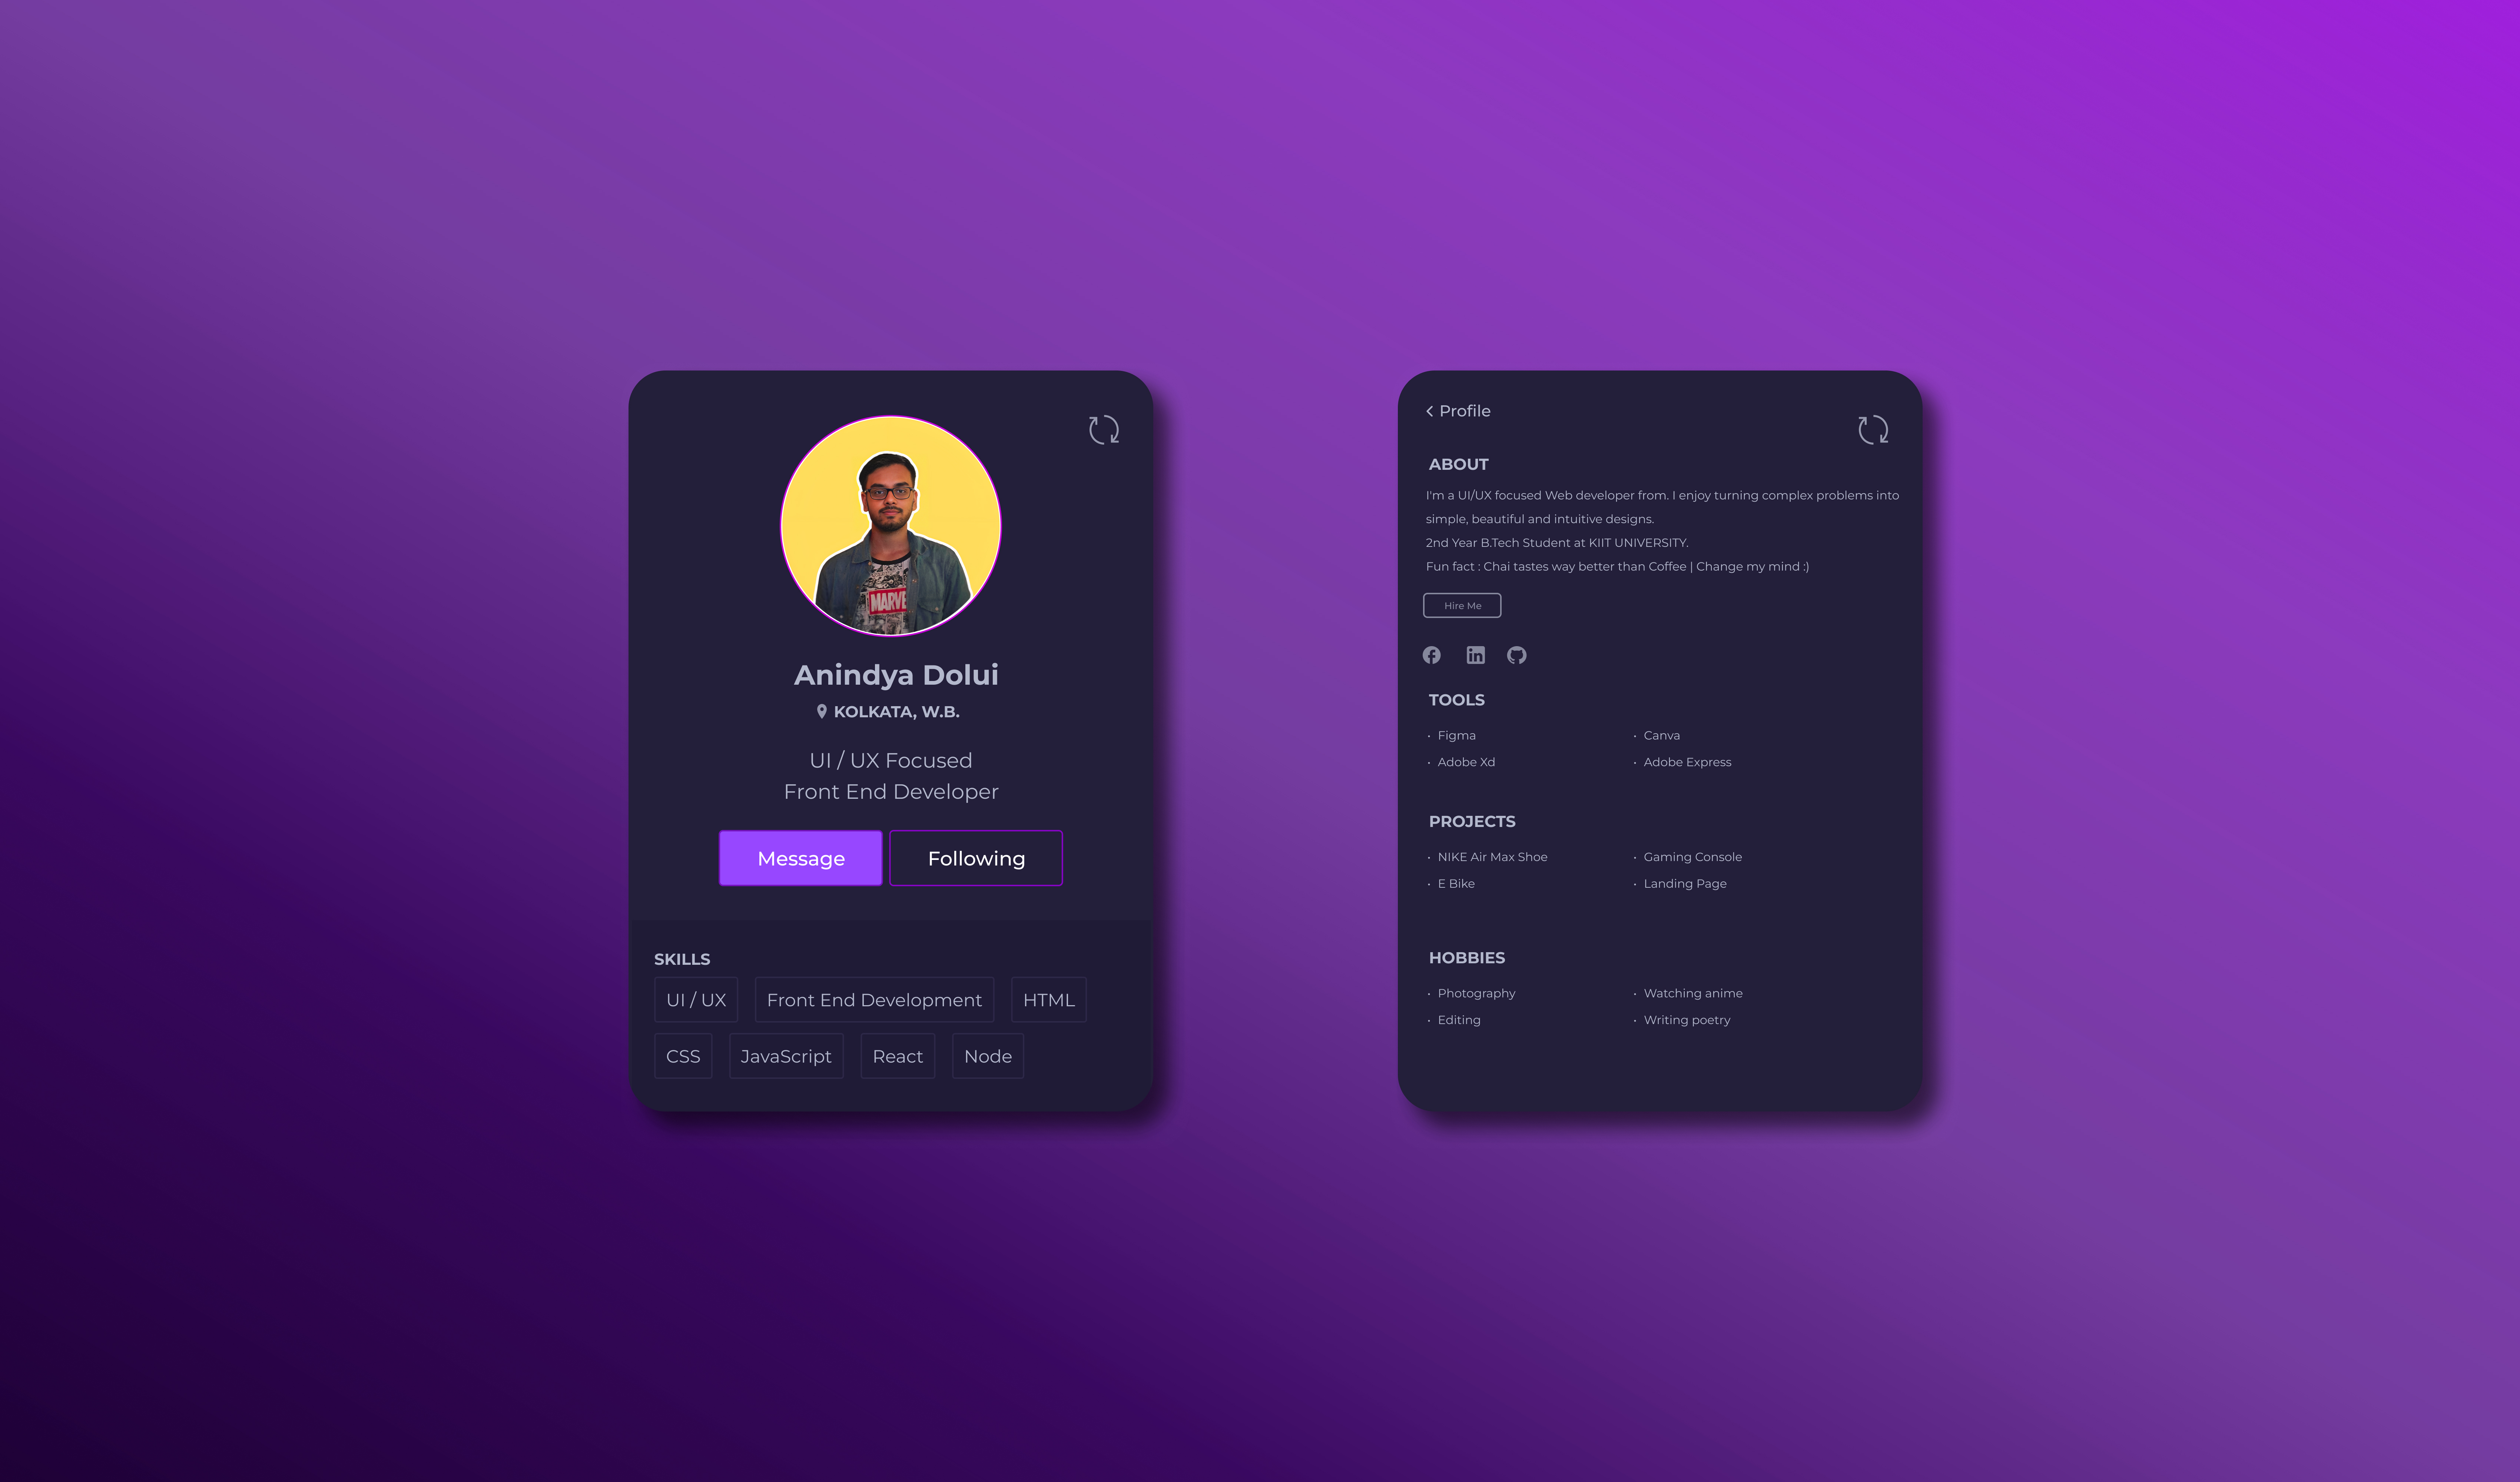 Anindya Dolui
KOLKATA, W.B.
UI / UX Focused
Front End Developer
Message
Following
SKILLS
UI / UX
Front End Development
HTML
CSS
JavaScript
React
Node
MARVE
Profile
ABOUT
I'm a UI/UX focused Web developer from. I enjoy turning complex problems into
simple, beautiful and intuitive designs.
2nd Year B.Tech Student at KIIT UNIVERSITY.
Fun fact : Chai tastes way better than Coffee | Change my mind :)
Hire Me
TOOLS
• Figma
• Canva
• Adobe Xd
• Adobe Express
PROJECTS
• NIKE Air Max Shoe
• Gaming Console
• E Bike
• Landing Page
HOBBIES
• Photography
• Watching anime
• Editing
• Writing poetry